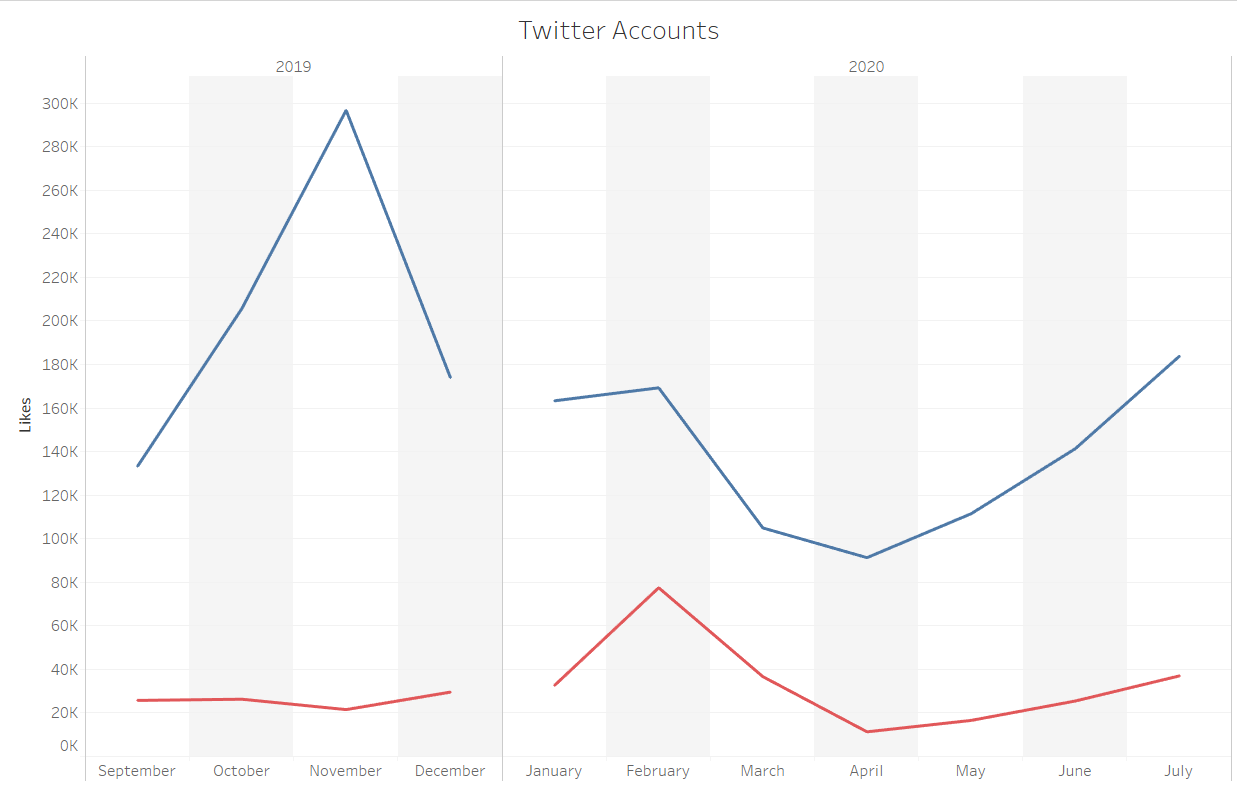 Twitter Accounts
2019 2020
300K
280K
260K
240K
220K
200K
180K
160K
140K
120K
100K
80K
60K
40K
20K
0K
Likes
September October November December January February March April May June July